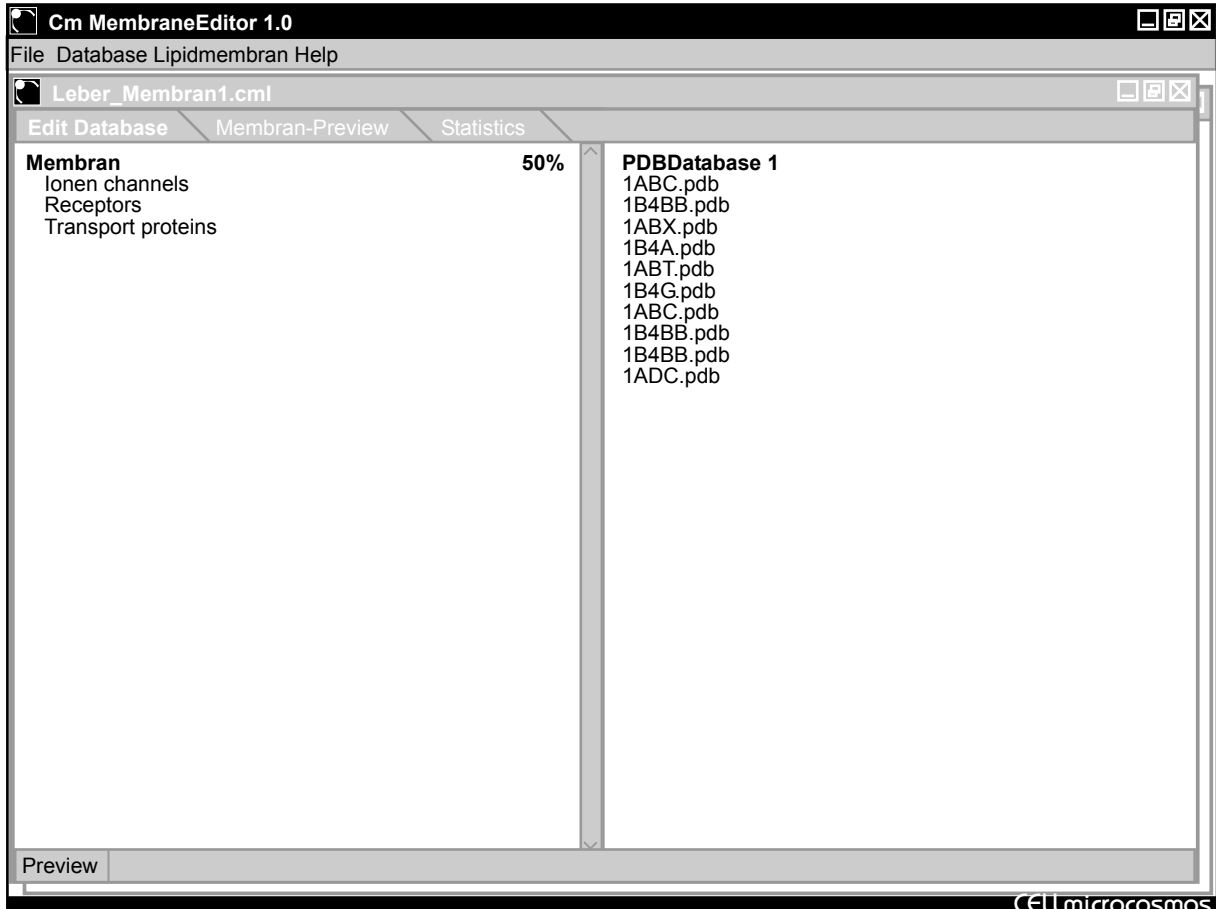 Cm MembraneEditor 1.0
File Database Lipidmembran Help
Leber_Membran1.cml
Edit Database Membran-Preview Statistics
Membran 50%
Ionen channels
Receptors
Transport proteins
PDBDatabase 1
1ABC.pdb
1B4BB.pdb
1ABX.pdb
1B4A.pdb
1ABT.pdb
1B4G.pdb
1ABC.pdb
1B4BB.pdb
1B4BB.pdb
1ADC.pdb
Preview
CELLmicrocosmos